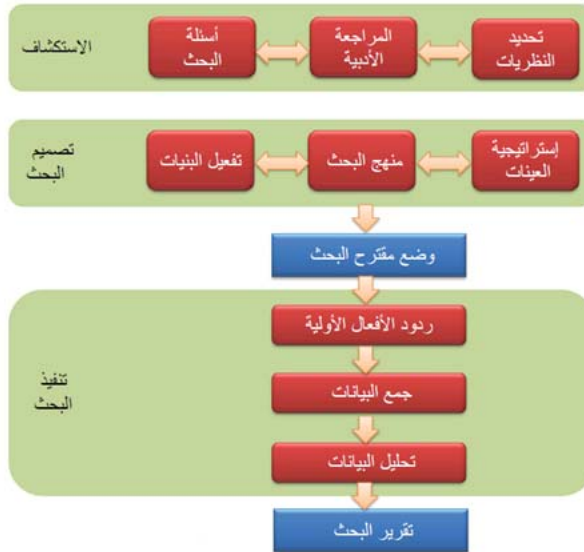 الاستكشاف
تحديد
النظريات
المراجعة
الأدبية
أسئلة
البحث
تصميم
البحث
إستراتيجية
العينات
منهج البحث
تفعيل البنيات
وضع مقترح البحث
تنفيذ
البحث
ردود الأفعال الأولية
جمع البيانات
تحليل البيانات
تقرير البحث